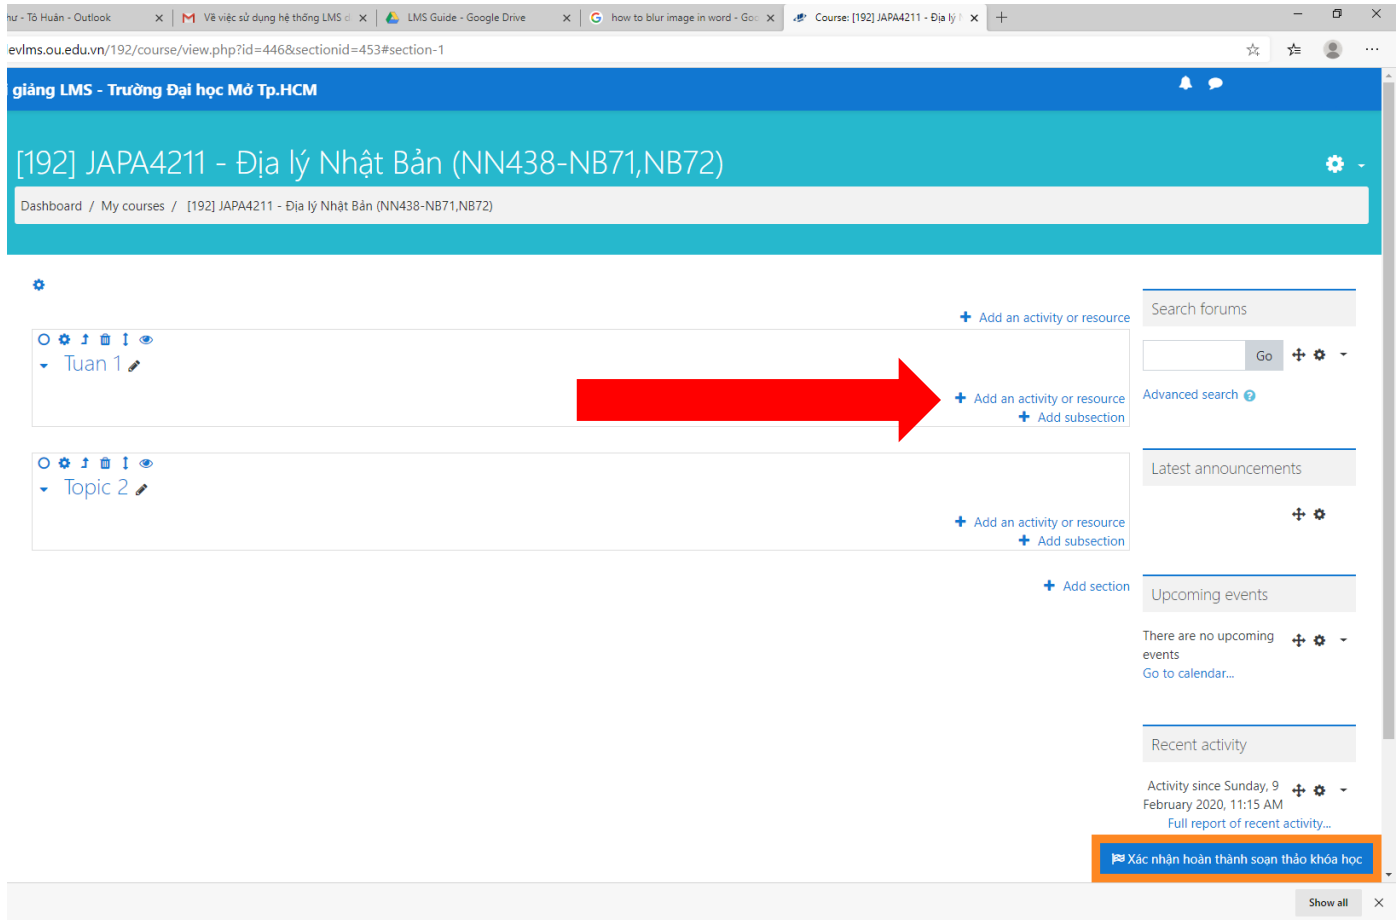 hư - Tô Huân - Outlook
Về việc sử dụng hệ thống LMS
LMS Guide - Google Drive
how to blur image in word - Goo
Course: [192] JAPA4211 - Địa lý
evlms.ou.edu.vn/192/course/view.php?id=446&sectionid=453#section-1
giảng LMS - Trường Đại học Mở Tp.HCM
[192] JAPA4211 - Địa lý Nhật Bản (NN438-NB71,NB72)
Dashboard / My courses / [192] JAPA4211 - Địa lý Nhật Bản (NN438-NB71,NB72)
Add an activity or resource
Tuan 1
Add an activity or resource
Add subsection
Topic 2
Add an activity or resource
Add subsection
Add section
Search forums
Go
Advanced search
Latest announcements
Upcoming events
There are no upcoming
events
Go to calendar...
Recent activity
Activity since Sunday, 9
February 2020, 11:15 AM
Full report of recent activity...
Xác nhận hoàn thành soạn thảo khóa học
Show all